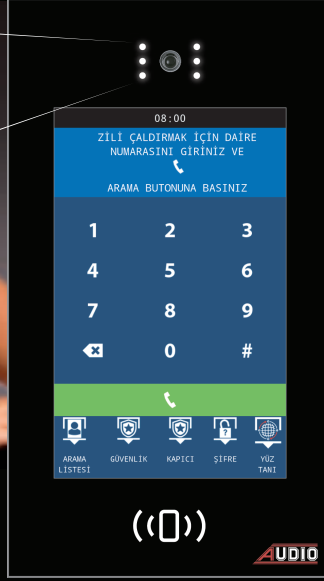 08:00
ZİLİ ÇALDIRMAK İÇİN DAİRE
NUMARASINI GİRİNİZ VE
ARAMA BUTONUNA BASINIZ
1 2 3
4 5 6
7 8 9
0 #
ARAMA LİSTESİ GÜVENLİK KAPICI ŞİFRE YÜZ TANI
AUDIO